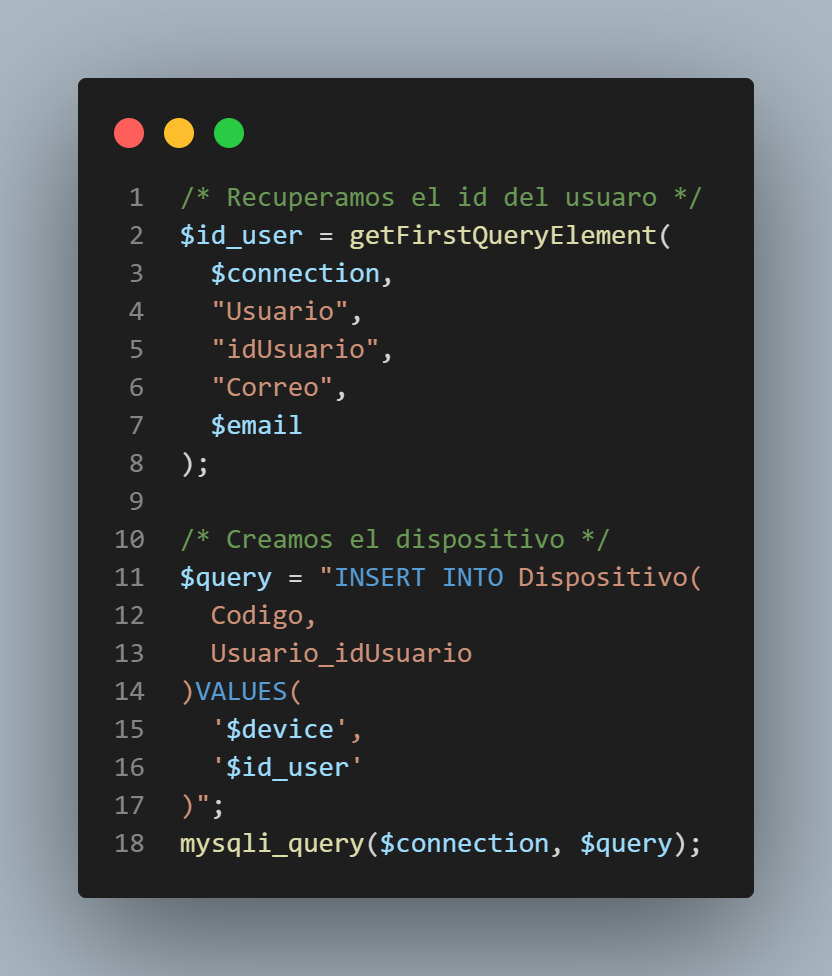 1 /* Recuperamos el id del usuaro */
2 $id_user = getFirstQueryElement(
3   $connection,
4   "Usuario",
5   "idUsuario",
6   "Correo",
7   $email
8 );
9
10 /* Creamos el dispositivo */
11 $query = "INSERT INTO Dispositivo(
12   Codigo,
13   Usuario_idUsuario
14 )VALUES(
15   '$device',
16   '$id_user'
17 )";
18 mysqli_query($connection, $query);